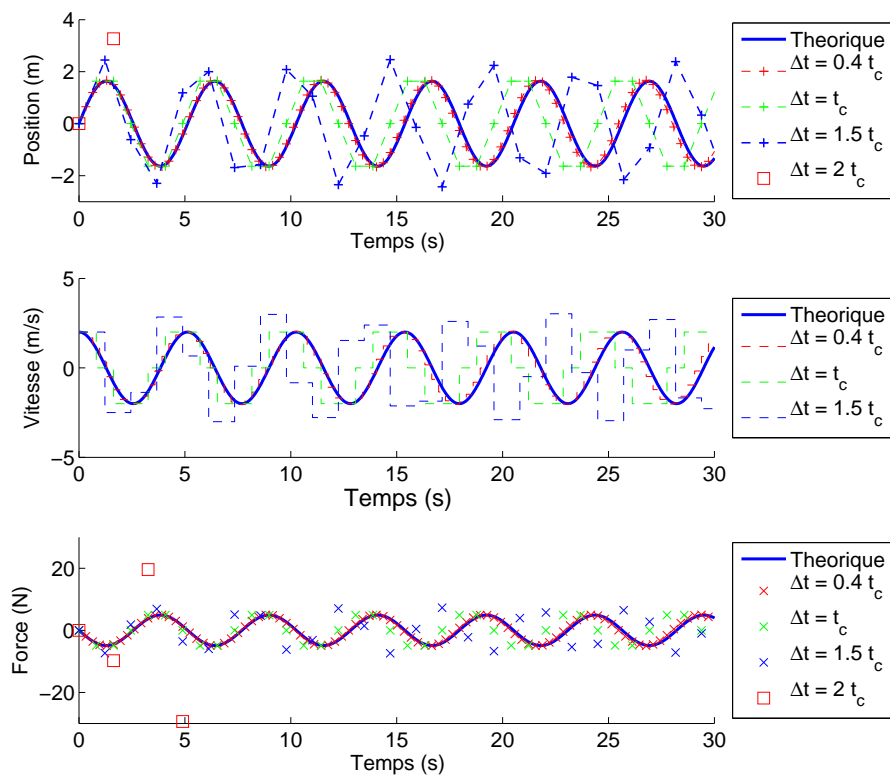 4
2
0
−2
Position (m)
0 5 10 15 20 25 30
Temps (s)
Theorique
Δt = 0.4 t_c
Δt = t_c
Δt = 1.5 t_c
Δt = 2 t_c
5
0
−5
Vitesse (m/s)
0 5 10 15 20 25 30
Temps (s)
Theorique
Δt = 0.4 t_c
Δt = t_c
Δt = 1.5 t_c
20
0
−20
Force (N)
0 5 10 15 20 25 30
Temps (s)
Theorique
Δt = 0.4 t_c
Δt = t_c
Δt = 1.5 t_c
Δt = 2 t_c